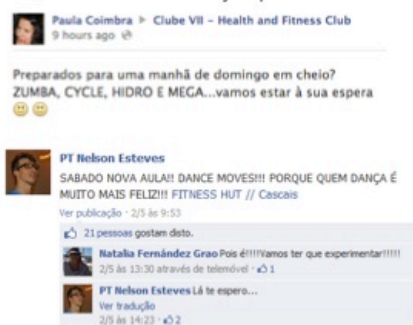 Paula Coimbra ▸ Clube VII - Health and Fitness Club
9 hours ago
Preparados para uma manhã de domingo em cheio?
ZUMBA, CYCLE, HIDRO E MEGA...vamos estar à sua espera
PT Nelson Esteves
SABADO NOVA AULA!! DANCE MOVES!!! PORQUE QUEM DANÇA É
MUITO MAIS FELIZ!!! FITNESS HUT // Cascais
Ver publicação · 2/5 às 9:53
21 pessoas gostam disto.
Natalia Fernández Grao Pois é!!!!Vamos ter que experimentar!!!!!
2/5 às 13:30 através de telemóvel · 1
PT Nelson Esteves Lá te espero...
Ver tradução
2/5 às 14:23 · 2